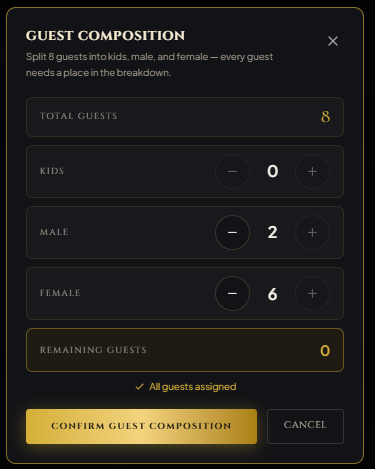 GUEST COMPOSITION
Split 8 guests into kids, male, and female — every guest
needs a place in the breakdown.
TOTAL GUESTS 8
KIDS − 0 +
MALE − 2 +
FEMALE − 6 +
REMAINING GUESTS 0
✓ All guests assigned
CONFIRM GUEST COMPOSITION CANCEL